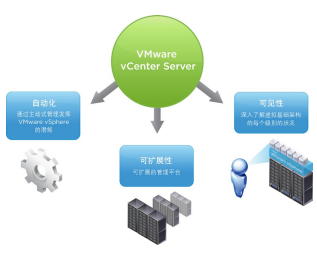 VMware
vCenter Server
自动化
通过主动式管理发挥
VMware vSphere
的潜能
可扩展性
可扩展的管理平台
可见性
深入了解虚拟基础架构
的每个级别的状况